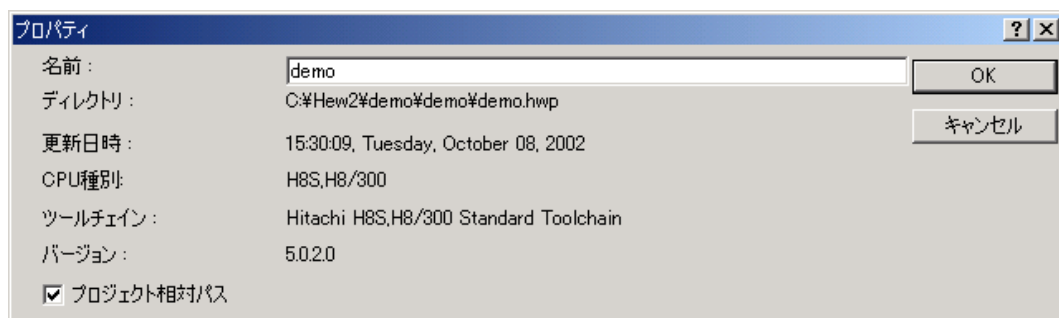 プロパティ
名前： demo OK
ディレクトリ： C:¥Hew2¥demo¥demo¥demo.hwp
キャンセル
更新日時： 15:30:09, Tuesday, October 08, 2002
CPU種別: H8S,H8/300
ツールチェイン： Hitachi H8S,H8/300 Standard Toolchain
バージョン： 5.0.2.0
プロジェクト相対パス